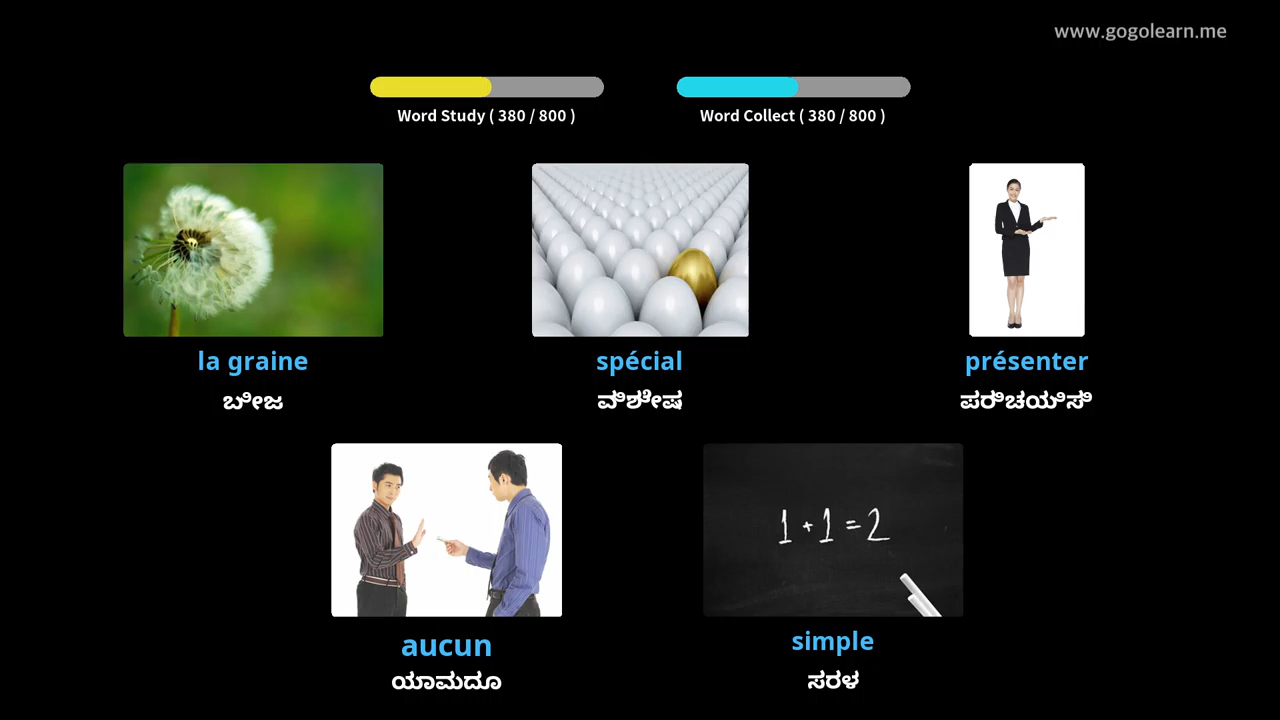 www.gogolearn.me
Word Study ( 380 / 800 )
Word Collect ( 380 / 800 )
la graine
ಬೀಜ
spécial
ವಿಶೇಷ
présenter
ಪರಿಚಯಿಸಿ
aucun
ಯಾಮದೂ
simple
ಸರಳ
1 + 1 = 2